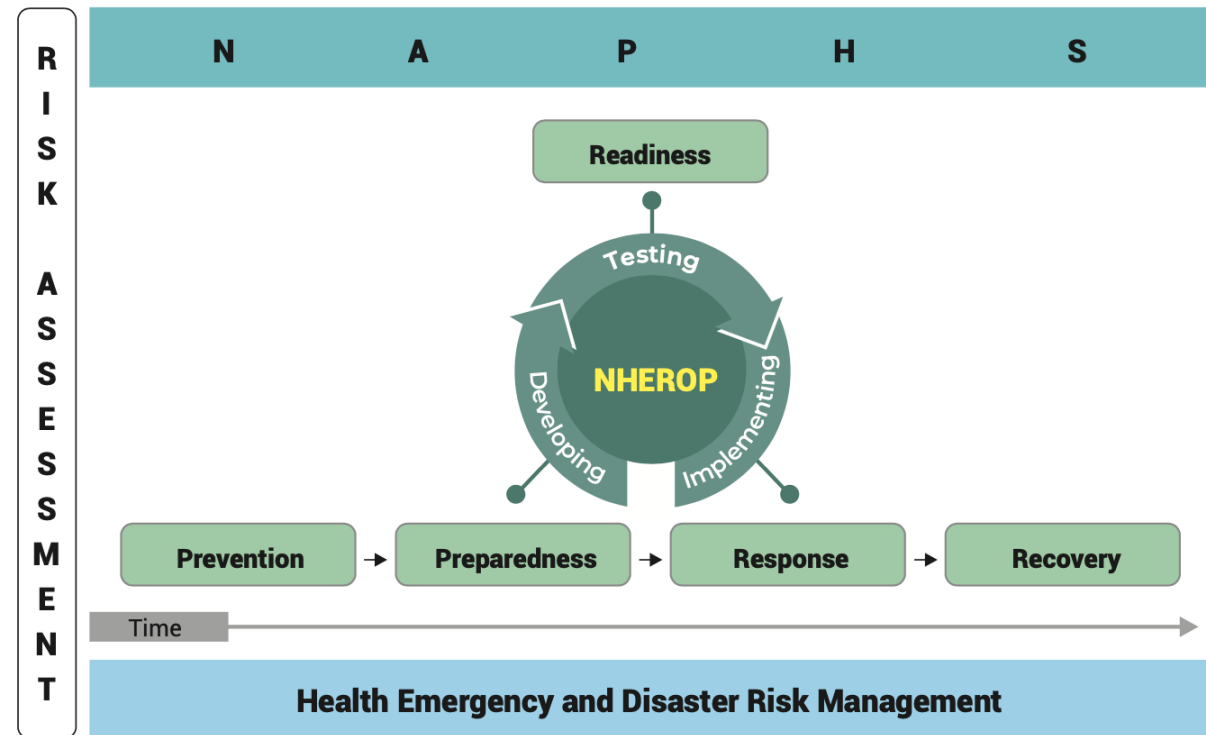 RISK ASSESSMENT
N A P H S
Readiness
Testing
NHEROP
Developing
Implementing
Prevention
Preparedness
Response
Recovery
Time
Health Emergency and Disaster Risk Management